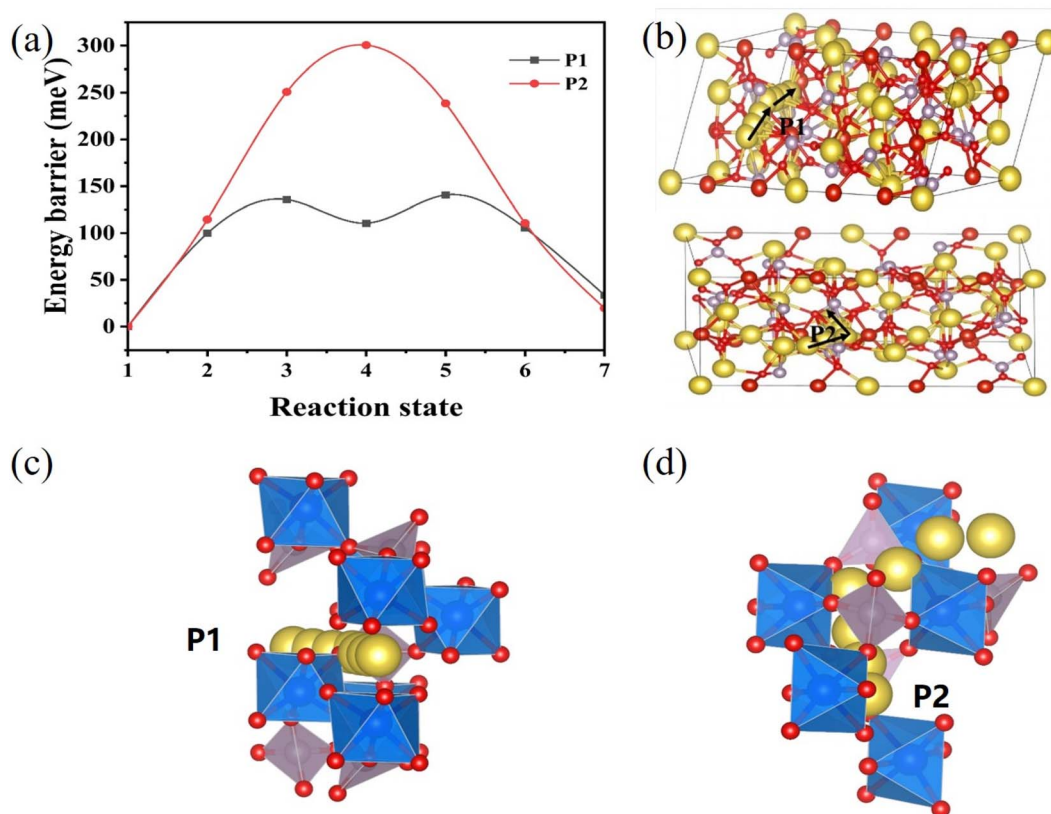 (a)
Energy barrier (meV)
300
250
200
150
100
50
0
P1
P2
1 2 3 4 5 6 7
Reaction state
(b)
P1
P2
(c)
P1
(d)
P2